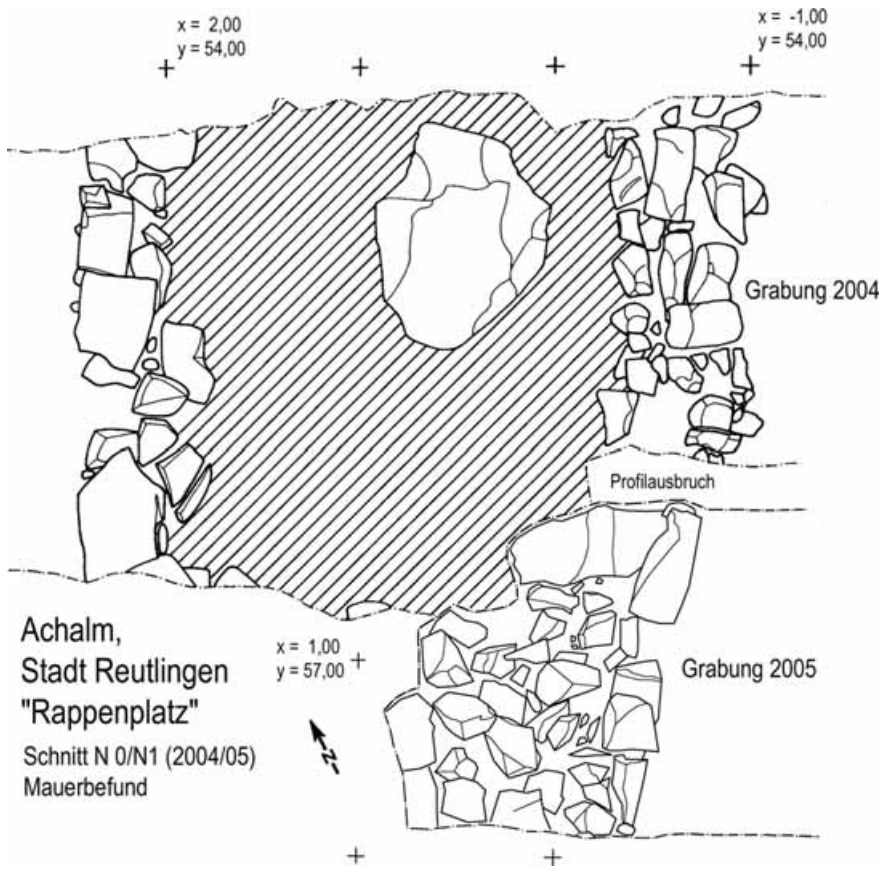 x = 2,00
y = 54,00
x = -1,00
y = 54,00
Grabung 2004
Profilausbruch
Achalm,
Stadt Reutlingen
"Rappenplatz"
Schnitt N 0/N1 (2004/05)
Mauerbefund
x = 1,00
y = 57,00
N
Grabung 2005